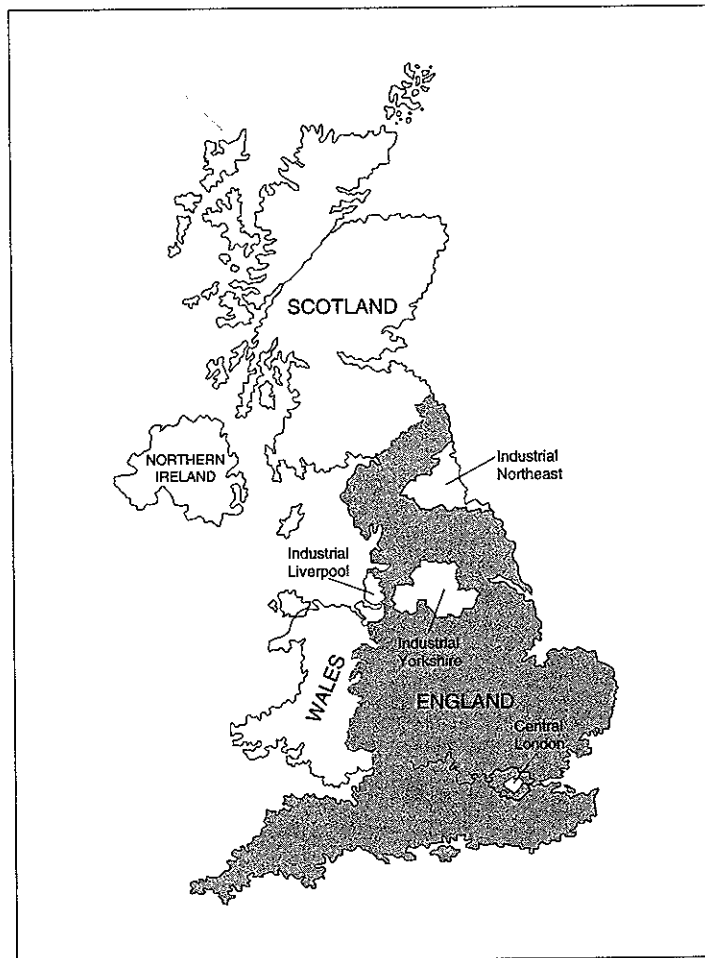 SCOTLAND
NORTHERN
IRELAND
Industrial
Northeast
Industrial
Liverpool
Industrial
Yorkshire
WALES
ENGLAND
Central
London